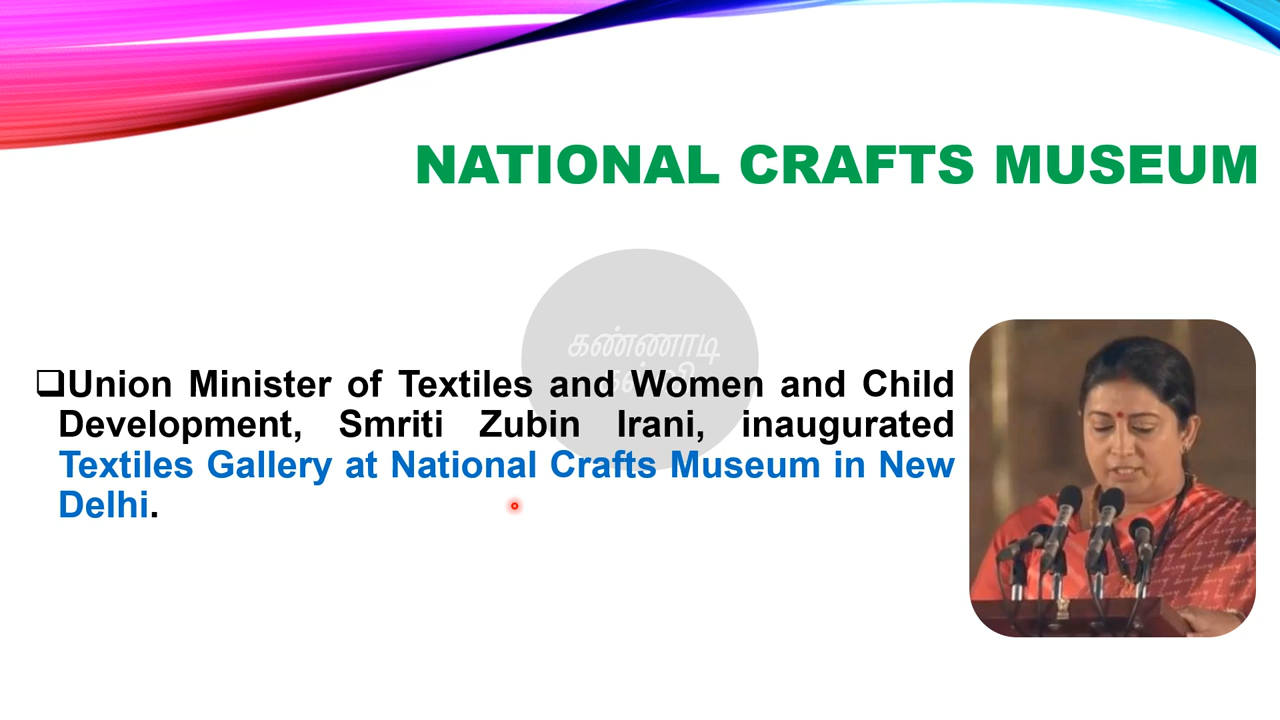 NATIONAL CRAFTS MUSEUM
கண்ணாடி
❑Union Minister of Textiles and Women and Child
Development, Smriti Zubin Irani, inaugurated
Textiles Gallery at National Crafts Museum in New
Delhi.